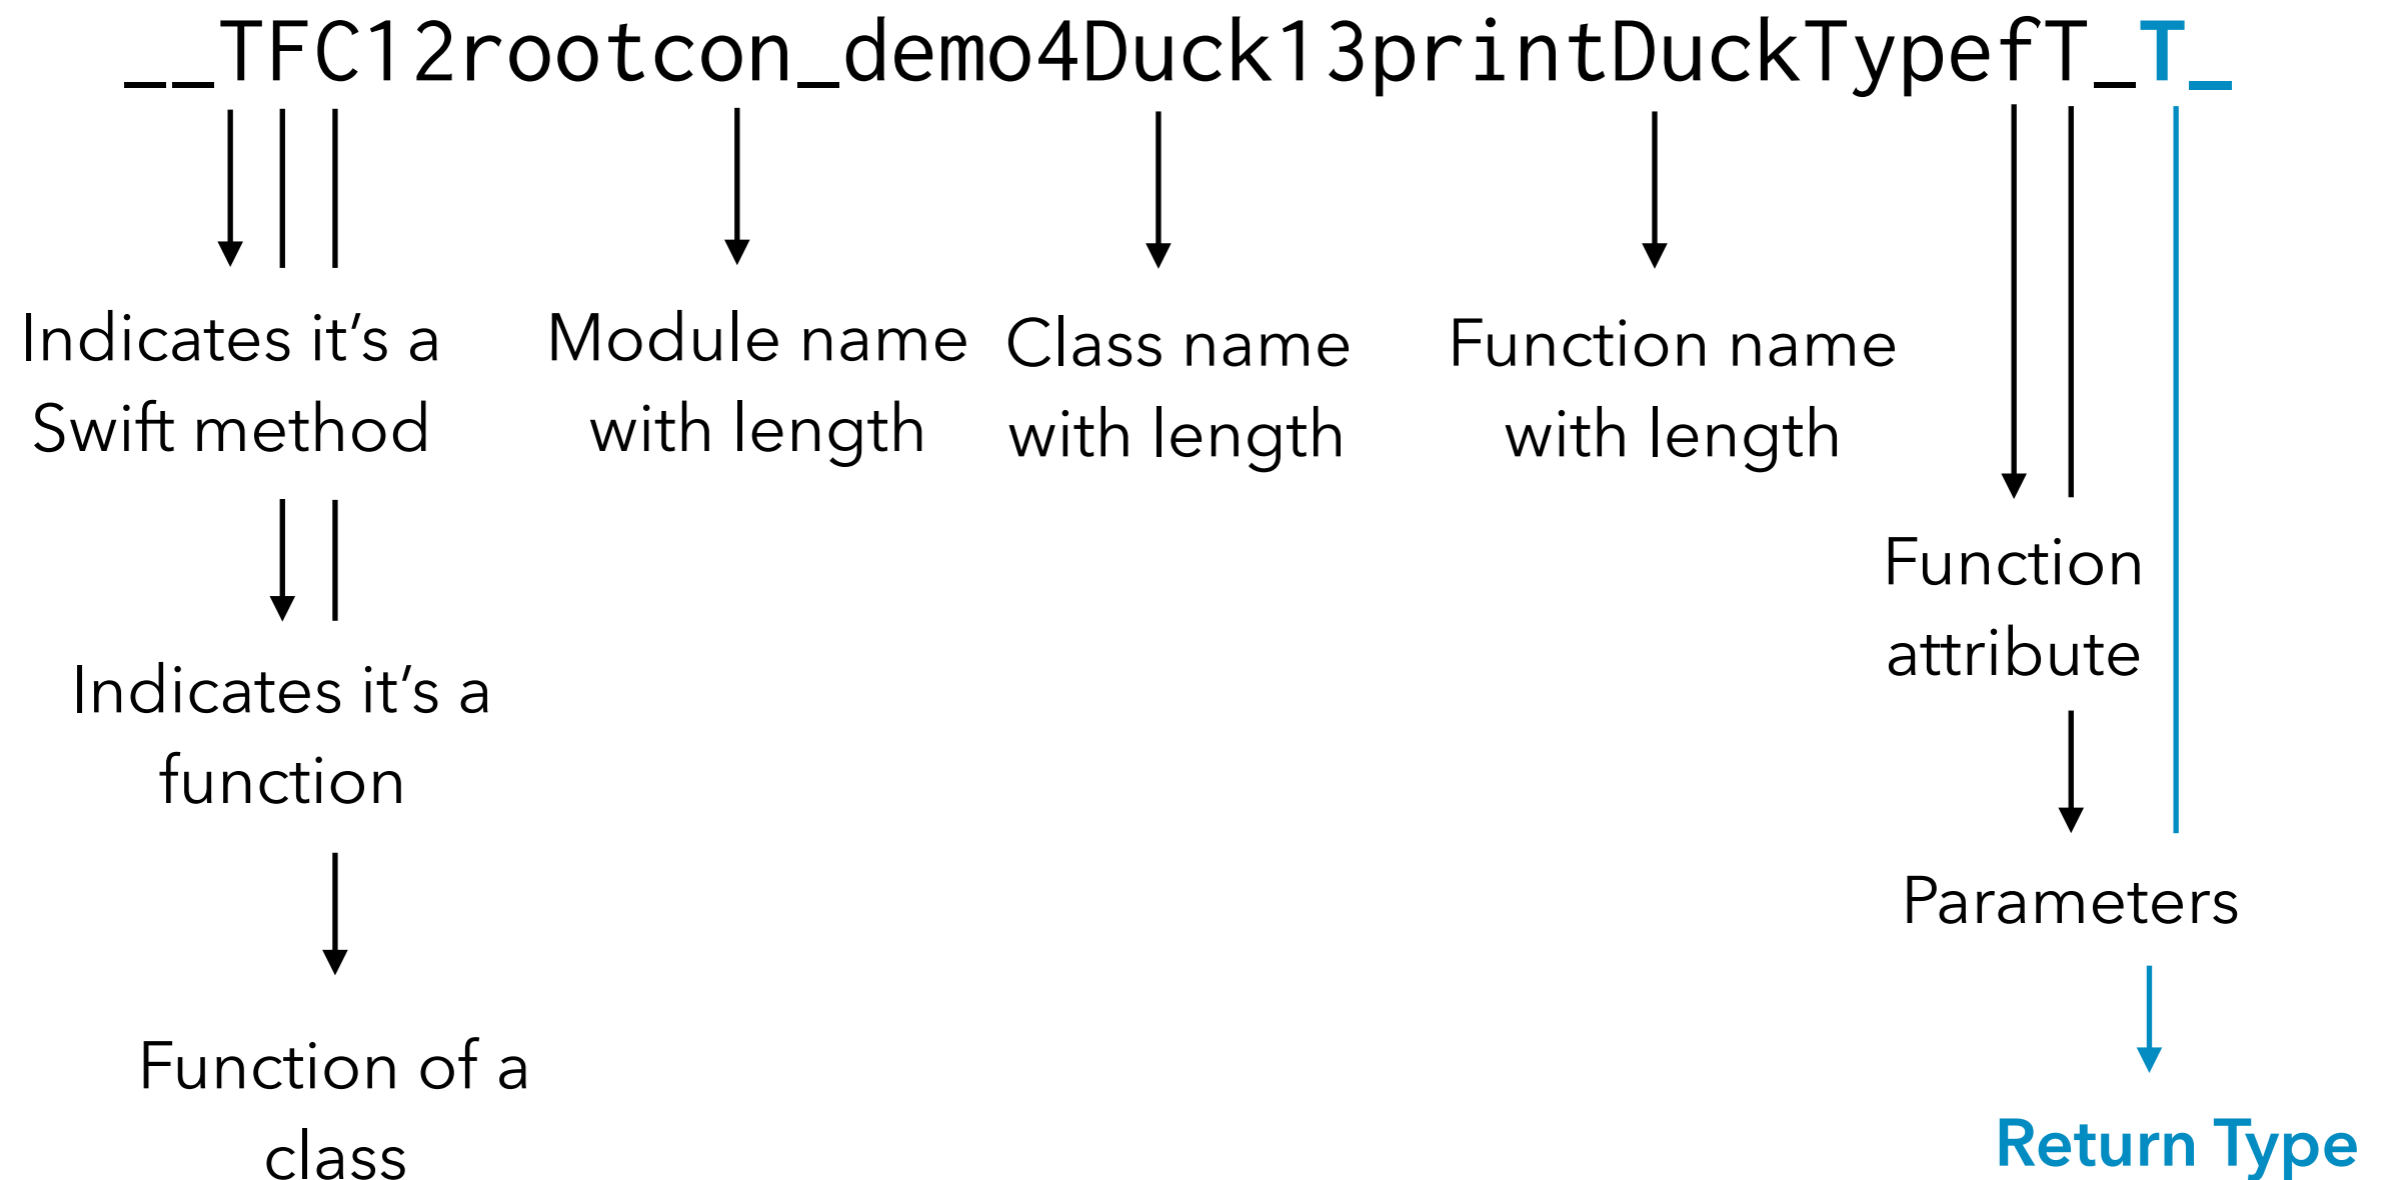 __TFC12rootcon_demo4Duck13printDuckTypefT_T_
Indicates it’s a
Swift method
Module name
with length
Class name
with length
Function name
with length
Function
attribute
Indicates it’s a
function
Parameters
Function of a
class
Return Type